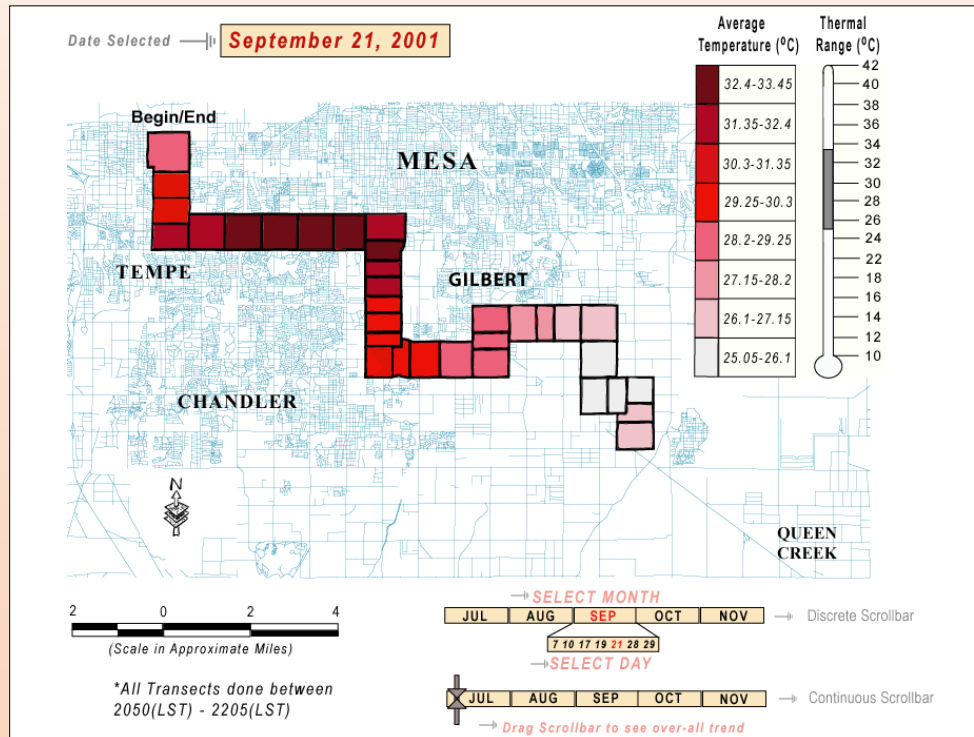 Date Selected
September 21, 2001
Average
Temperature (⁰C)
Thermal
Range (⁰C)
32.4-33.45
31.35-32.4
30.3-31.35
29.25-30.3
28.2-29.25
27.15-28.2
26.1-27.15
25.05-26.1
42
40
38
36
34
32
30
28
26
24
22
18
16
14
12
10
Begin/End
MESA
TEMPE
GILBERT
CHANDLER
N
QUEEN
CREEK
2 0 2 4
(Scale in Approximate Miles)
*All Transects done between
2050(LST) - 2205(LST)
SELECT MONTH
JUL AUG SEP OCT NOV
Discrete Scrollbar
7 10 17 19 21 28 29
SELECT DAY
JUL AUG SEP OCT NOV
Continuous Scrollbar
Drag Scrollbar to see over-all trend